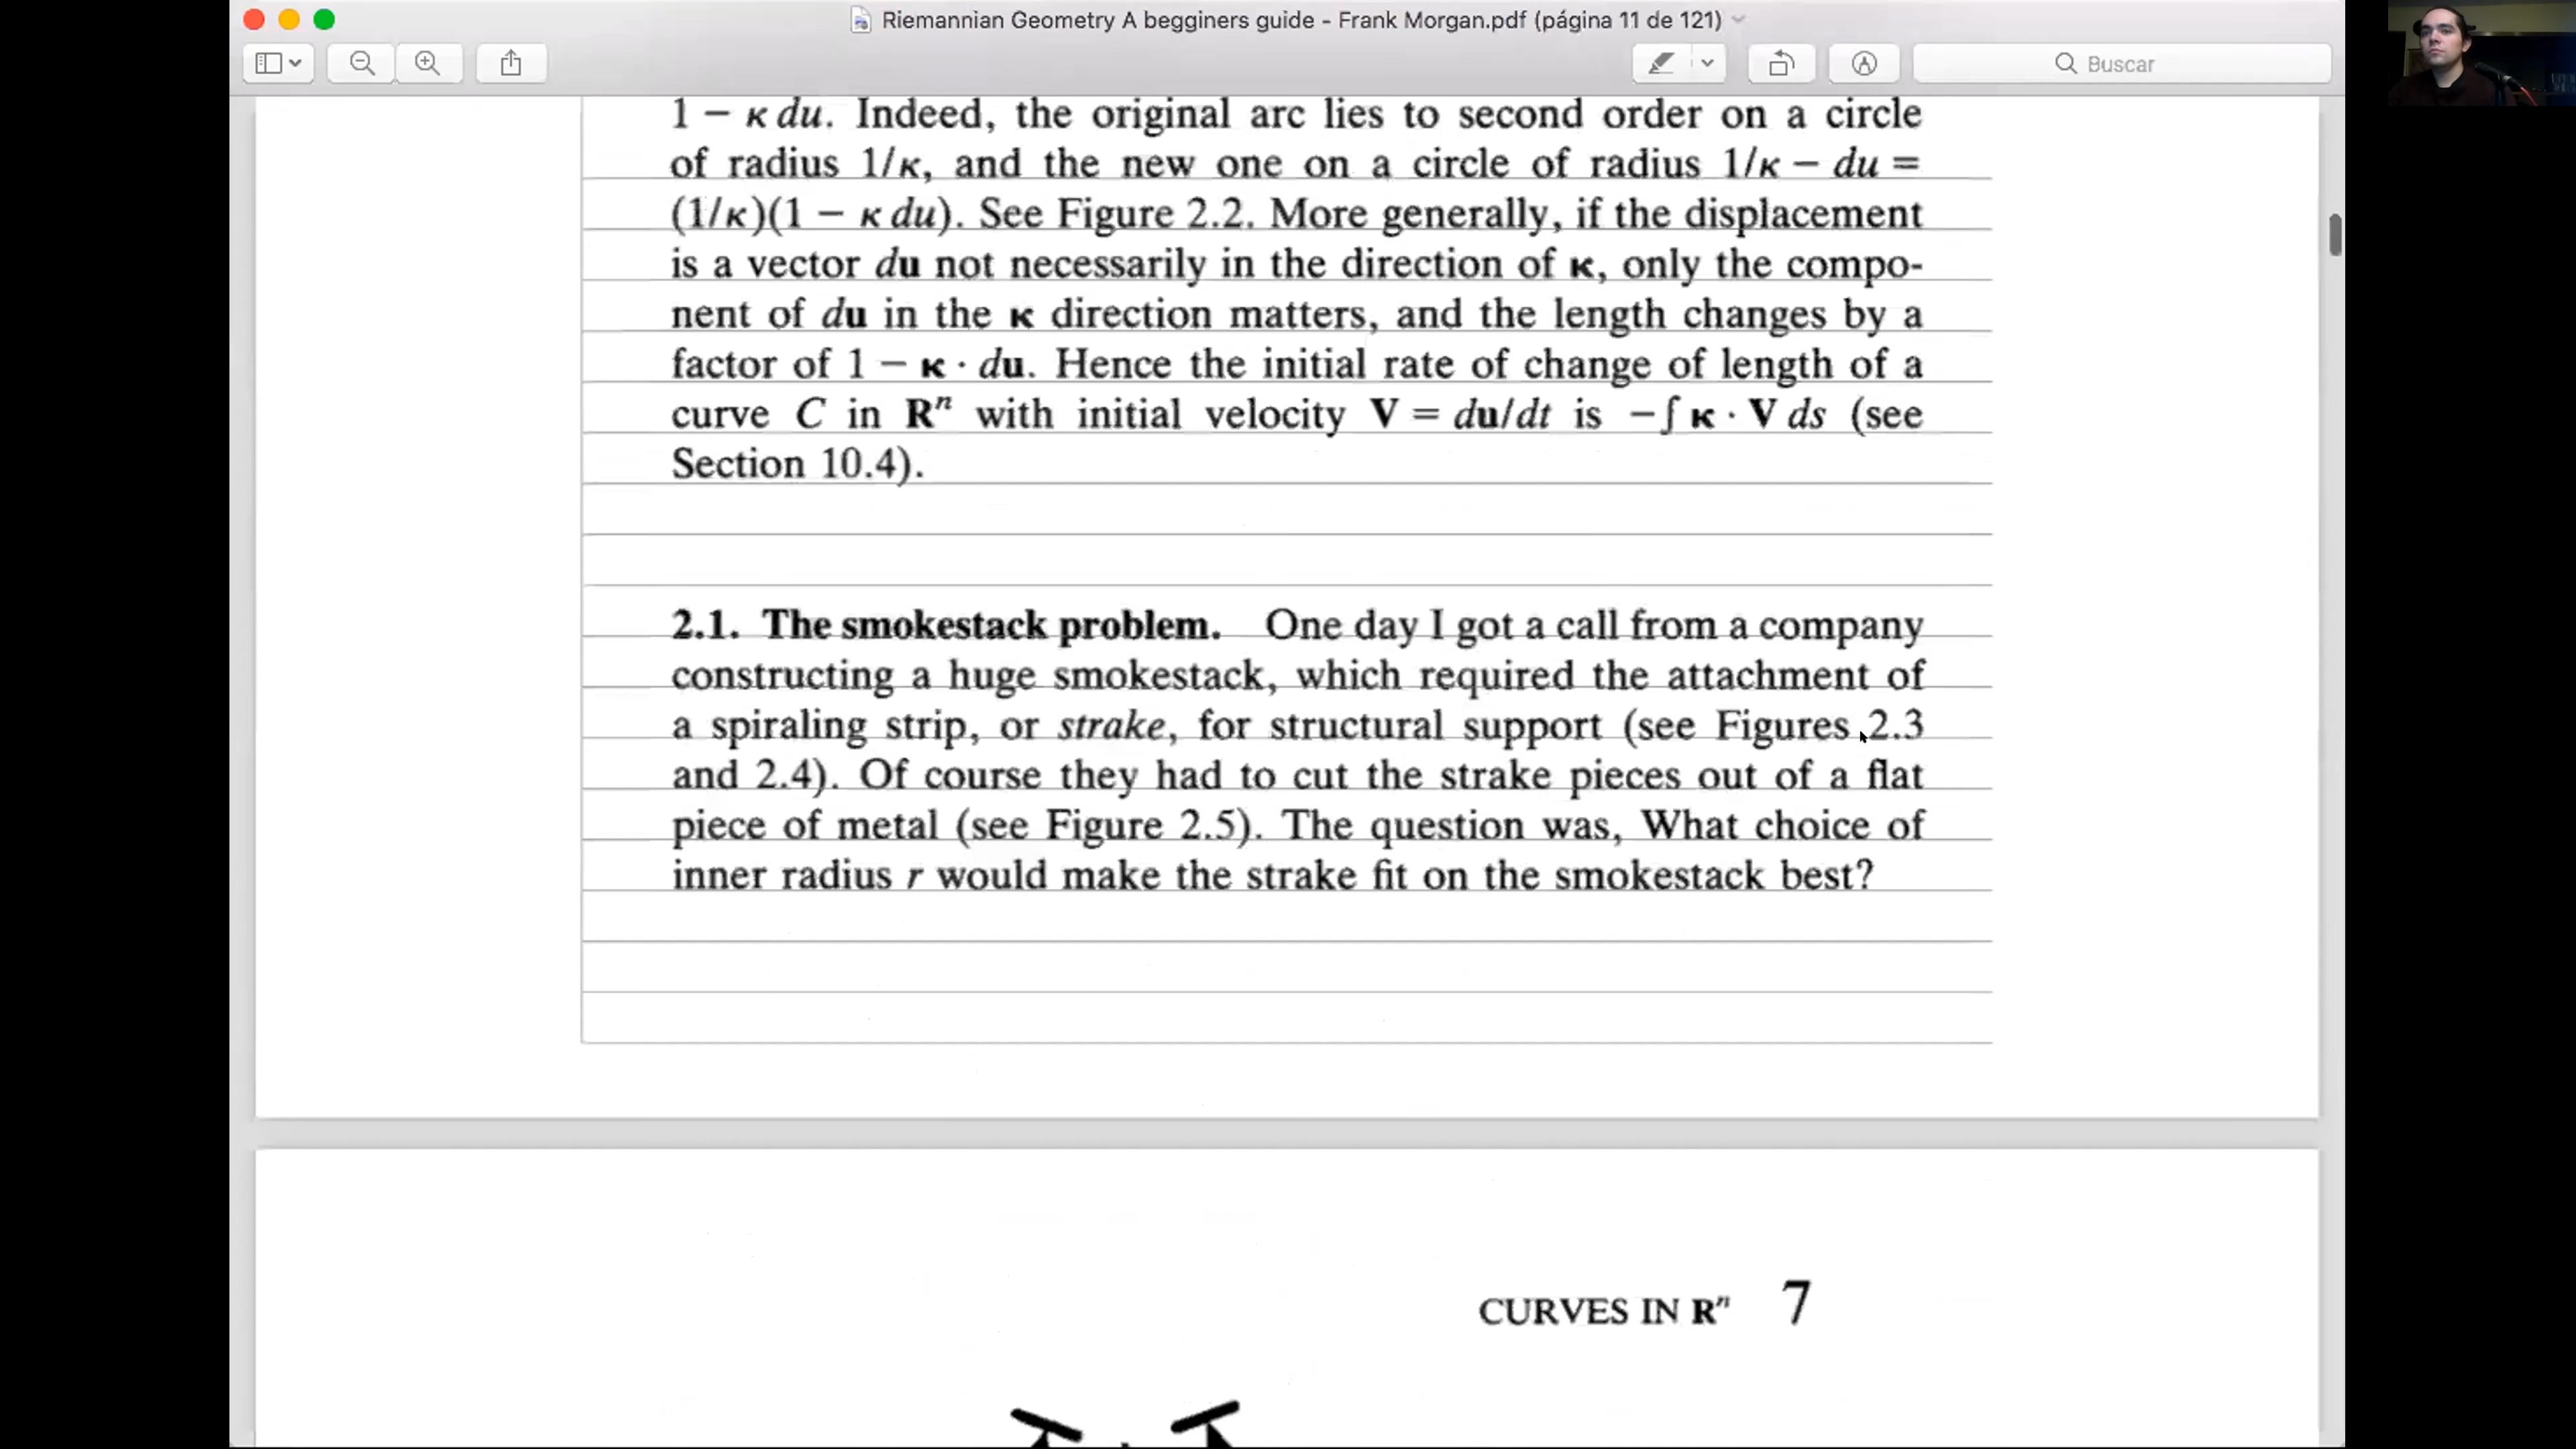 Riemannian Geometry A begginers guide - Frank Morgan.pdf (página 11 de 121)
Buscar
1 − κ du. Indeed, the original arc lies to second order on a circle
of radius 1/κ, and the new one on a circle of radius 1/κ − du =
(1/κ)(1 − κ du). See Figure 2.2. More generally, if the displacement
is a vector du not necessarily in the direction of κ, only the compo-
nent of du in the κ direction matters, and the length changes by a
factor of 1 − κ · du. Hence the initial rate of change of length of a
curve C in Rⁿ with initial velocity V = du/dt is −∫ κ · V ds (see
Section 10.4).
2.1. The smokestack problem. One day I got a call from a company
constructing a huge smokestack, which required the attachment of
a spiraling strip, or strake, for structural support (see Figures 2.3
and 2.4). Of course they had to cut the strake pieces out of a flat
piece of metal (see Figure 2.5). The question was, What choice of
inner radius r would make the strake fit on the smokestack best?
CURVES IN Rⁿ 7